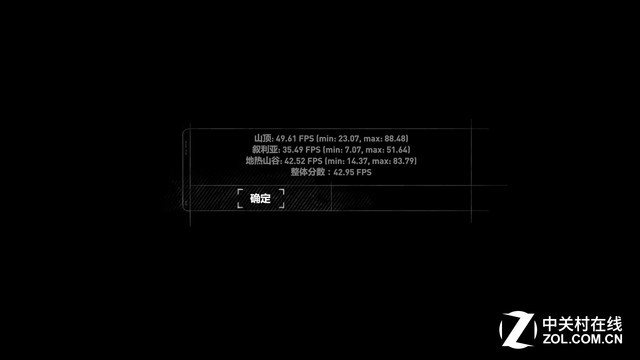 山顶: 49.61 FPS (min: 23.07, max: 88.48)
叙利亚: 35.49 FPS (min: 7.07, max: 51.64)
地热山谷: 42.52 FPS (min: 14.37, max: 83.79)
整体分数：42.95 FPS
确定
中关村在线
ZOL.COM.CN